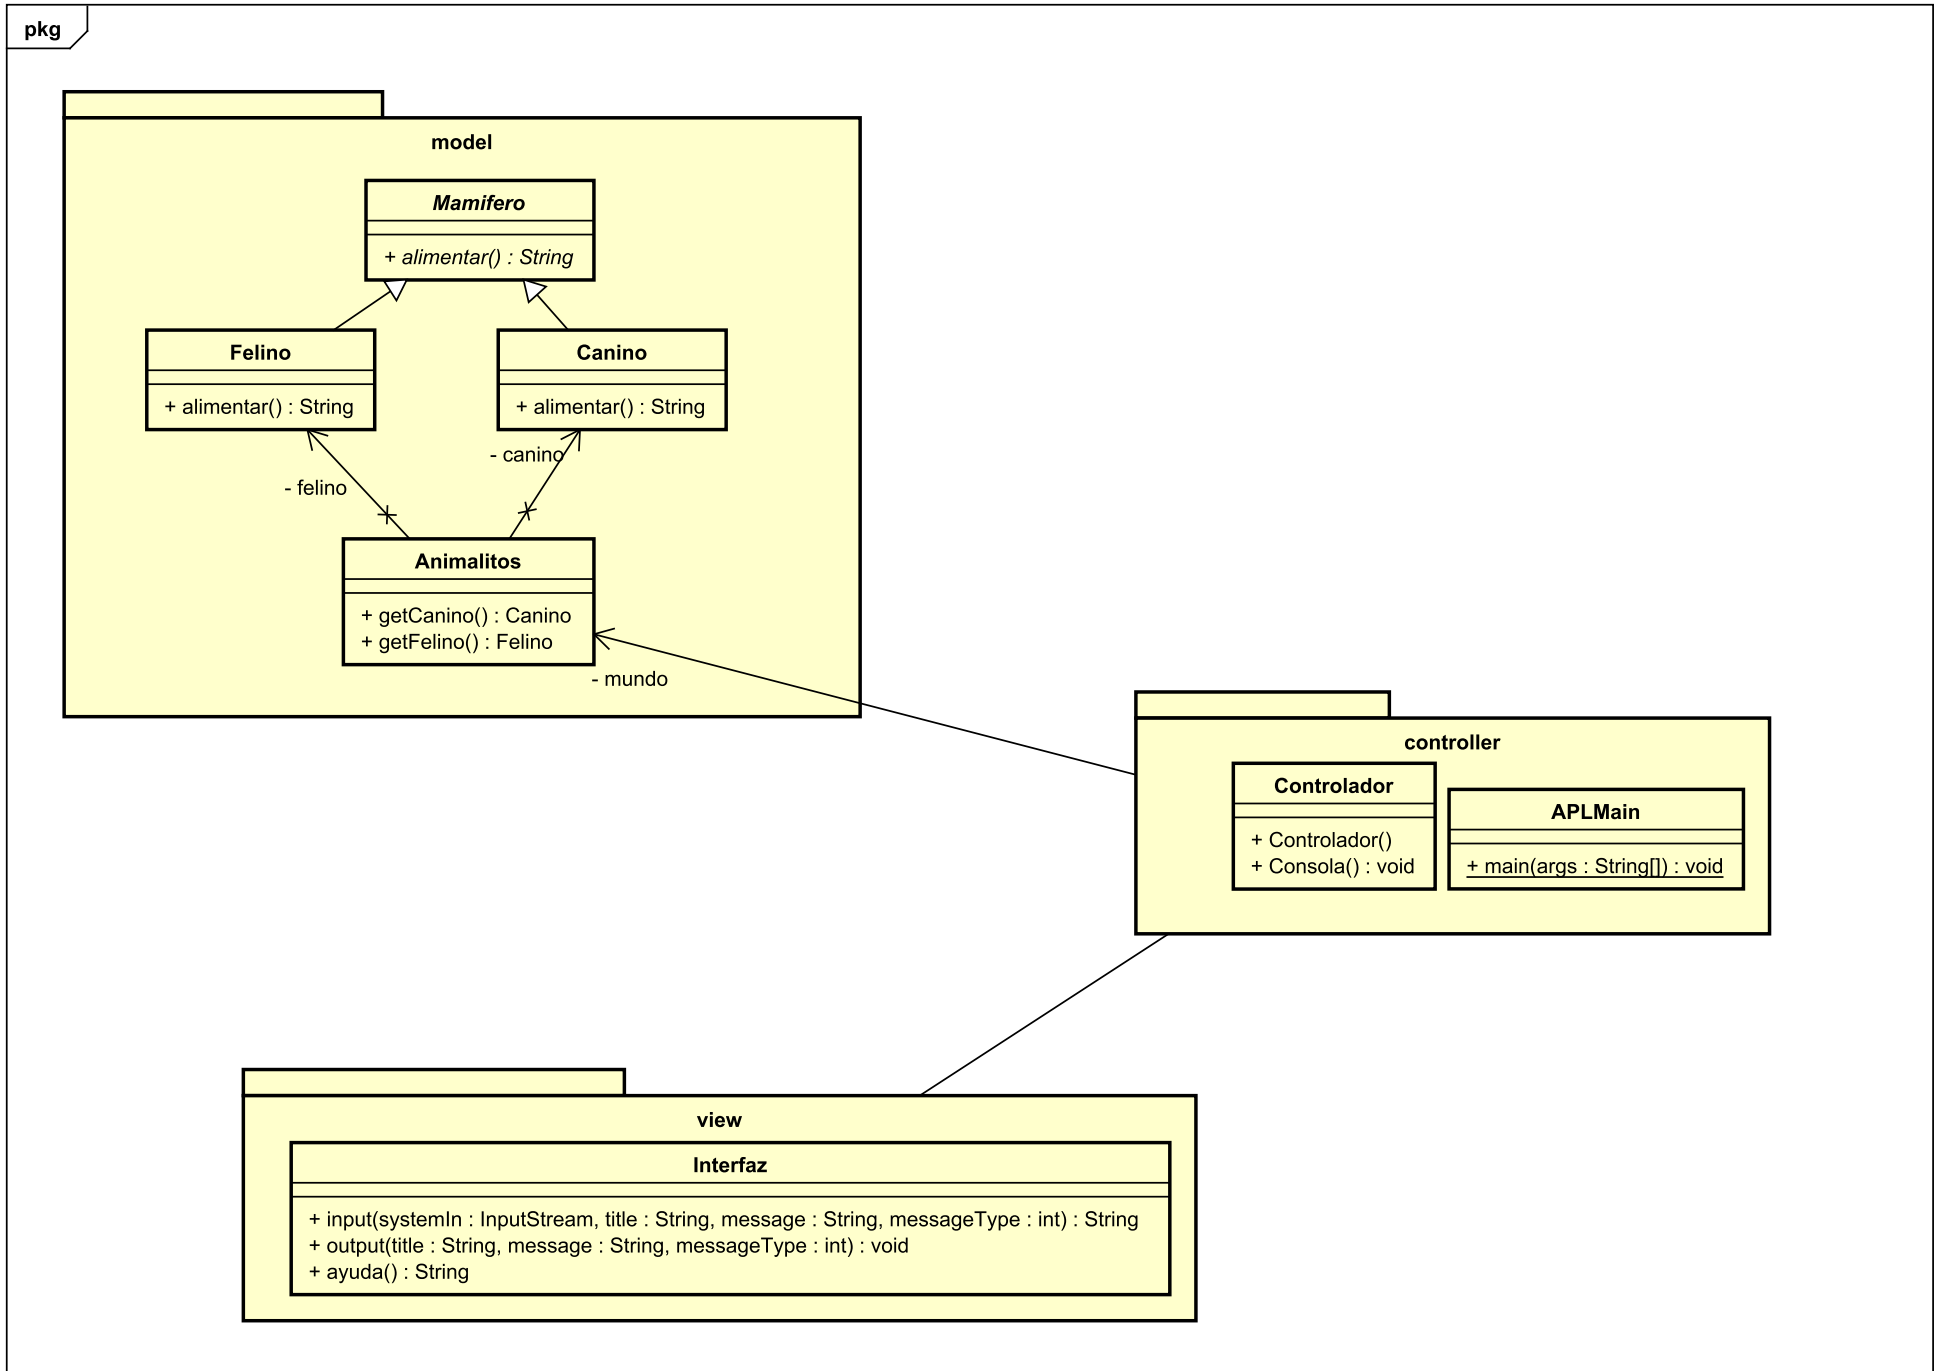 pkg
model
Mamifero
+ alimentar() : String
Felino
+ alimentar() : String
Canino
+ alimentar() : String
- canino
- felino
Animalitos
+ getCanino() : Canino
+ getFelino() : Felino
- mundo
controller
Controlador
+ Controlador()
+ Consola() : void
APLMain
+ main(args : String[]) : void
view
Interfaz
+ input(systemIn : InputStream, title : String, message : String, messageType : int) : String
+ output(title : String, message : String, messageType : int) : void
+ ayuda() : String